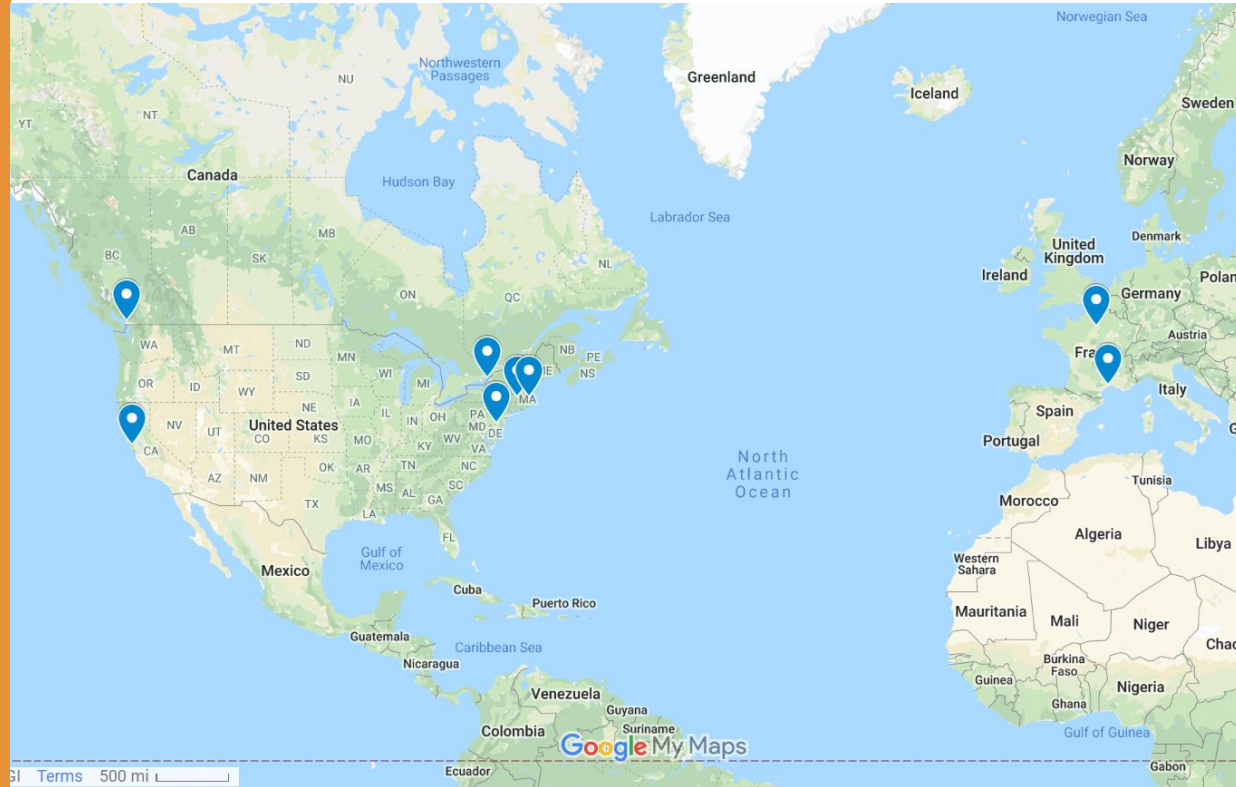 Norwegian Sea
Northwestern
Passages
NU
Greenland
Iceland
Sweden
NT
YT
Norway
Canada
Hudson Bay
Labrador Sea
AB
MB
BC
SK
NL
Denmark
United
Kingdom
Ireland
ON
QC
Polan
Germany
WA
MT
ND
MN
NB
PE
NS
IE
Austria
Fra
OR
ID
WY
SD
WI
MI
MA
Italy
NE
IA
IL
IN
OH
PA
MD
DE
NV
UT
United States
CO
KS
MO
KY
WV
VA
Spain
Portugal
G
CA
AZ
NM
OK
AR
TN
NC
SC
MS
AL
GA
TX
LA
FL
North
Atlantic
Ocean
Tunisia
Morocco
Algeria
Libya
Gulf of
Mexico
Mexico
Western
Sahara
Cuba
Puerto Rico
Mauritania
Mali
Niger
Chac
Guatemala
Caribbean Sea
Nicaragua
Burkina
Faso
Guinea
Nigeria
Ghana
Venezuela
Guyana
Suriname
Colombia
Gulf of Guinea
Google My Maps
Ecuador
Gabon
GI Terms 500 mi